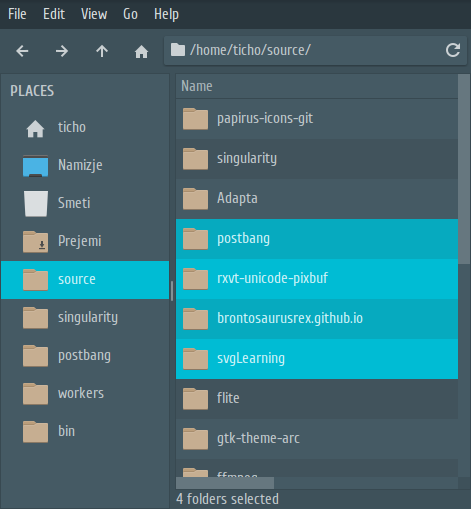 File Edit View Go Help
/home/ticho/source/
PLACES
ticho
Namizje
Smeti
Prejemi
source
singularity
postbang
workers
bin
Name
papirus-icons-git
singularity
Adapta
postbang
rxvt-unicode-pixbuf
brontosaurusrex.github.io
svgLearning
flite
gtk-theme-arc
ffmpeg
4 folders selected